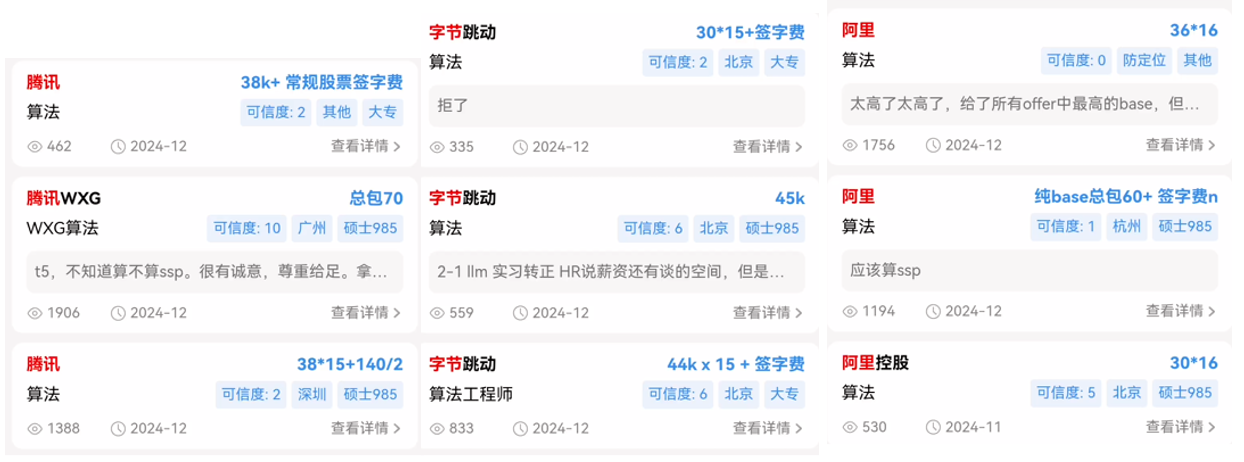 腾讯
38k+ 常规股票签字费
算法
可信度: 2
其他
大专
462
2024-12
查看详情
腾讯WXG
总包70
WXG算法
可信度: 10
广州
硕士985
t5，不知道算不算ssp。很有诚意，尊重给足。拿...
1906
2024-12
查看详情
腾讯
38*15+140/2
算法
可信度: 2
深圳
硕士985
1388
2024-12
查看详情
字节跳动
30*15+签字费
算法
可信度: 2
北京
大专
拒了
335
2024-12
查看详情
字节跳动
45k
算法
可信度: 6
北京
硕士985
2-1 llm 实习转正 HR说薪资还有谈的空间，但是...
559
2024-12
查看详情
字节跳动
44k x 15 + 签字费
算法工程师
可信度: 6
北京
大专
833
2024-12
查看详情
阿里
36*16
算法
可信度: 0
防定位
其他
太高了太高了，给了所有offer中最高的base，但...
1756
2024-12
查看详情
阿里
纯base总包60+ 签字费n
算法
可信度: 1
杭州
硕士985
应该算ssp
1194
2024-12
查看详情
阿里控股
30*16
算法
可信度: 5
北京
硕士985
530
2024-11
查看详情